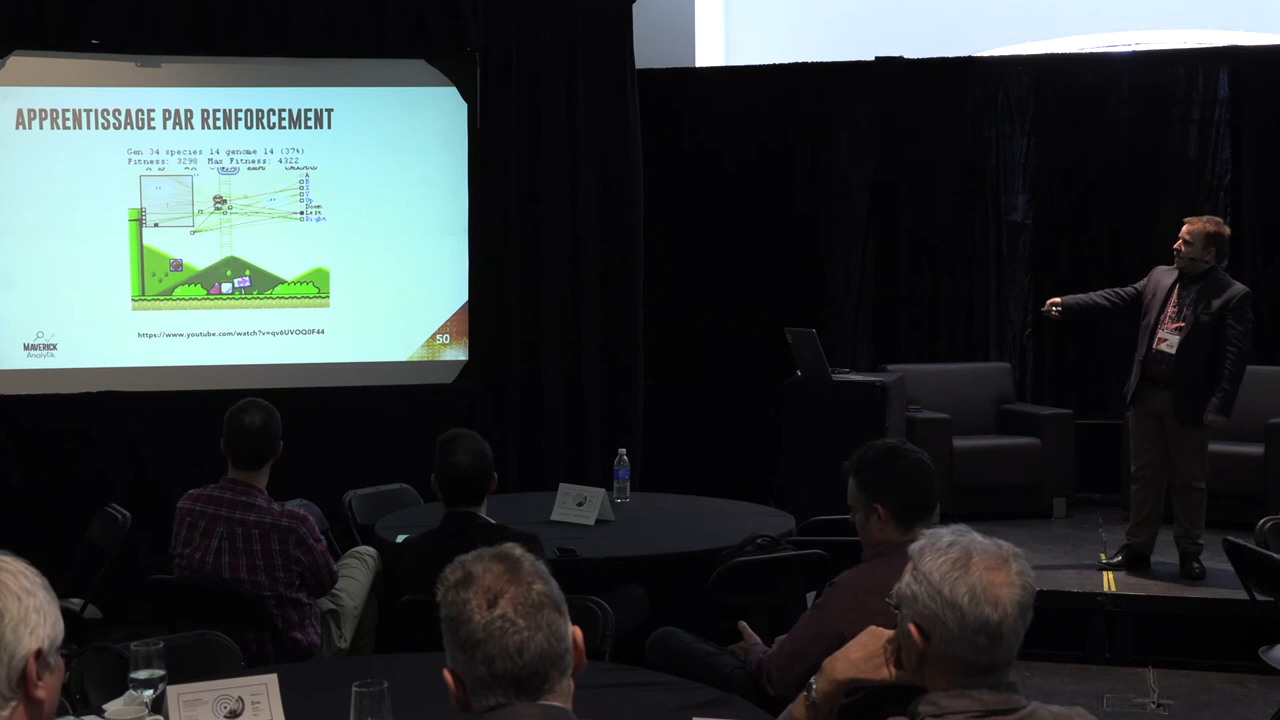 APPRENTISSAGE PAR RENFORCEMENT
Gen 34 species 14 genome 14 (37%)
Fitness: 3298 Max Fitness: 4322
A
B
X
Y
Up
Down
Left
Right
https://www.youtube.com/watch?v=qv6UVOQ0F44
MAVERICK
Analytik
50